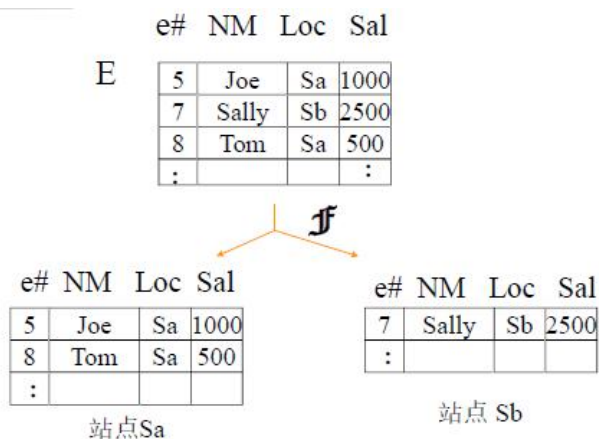 e# NM Loc Sal
E
5 Joe Sa 1000
7 Sally Sb 2500
8 Tom Sa 500
: :
F
e# NM Loc Sal
5 Joe Sa 1000
8 Tom Sa 500
:
站点Sa
e# NM Loc Sal
7 Sally Sb 2500
:
站点 Sb